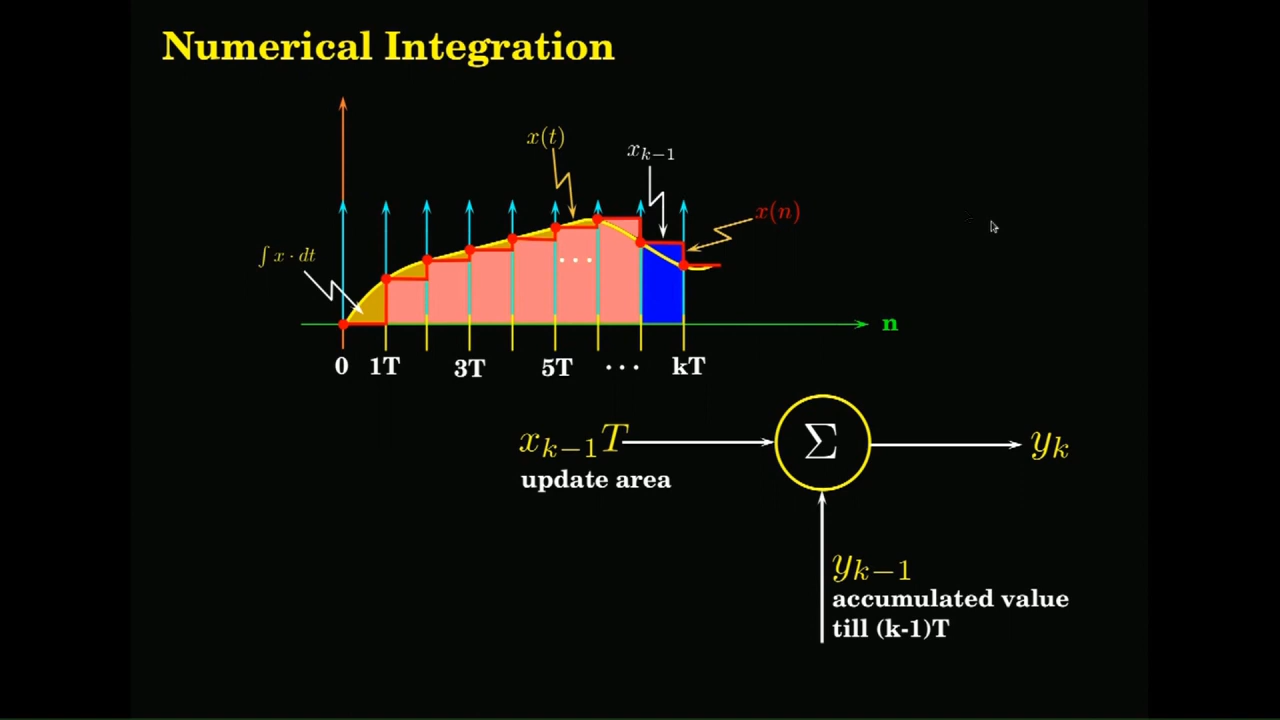 Numerical Integration
x(t)
x_{k-1}
x(n)
∫ x · dt
...
n
0 1T 3T 5T ... kT
x_{k-1}T
Σ
y_k
update area
y_{k-1}
accumulated value
till (k-1)T